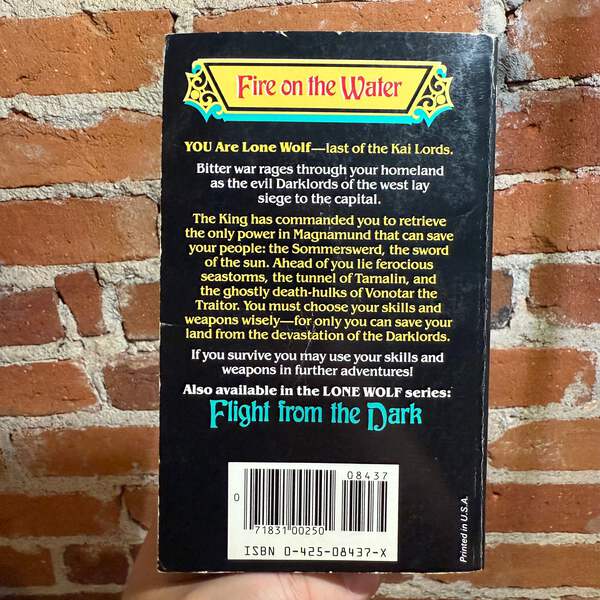 Fire on the Water
YOU Are Lone Wolf—last of the Kai Lords.
Bitter war rages through your homeland
as the evil Darklords of the west lay
siege to the capital.
The King has commanded you to retrieve
the only power in Magnamund that can save
your people: the Sommerswerd, the sword
of the sun. Ahead of you lie ferocious
seastorms, the tunnel of Tarnalin, and
the ghostly death-hulks of Vonotar the
Traitor. You must choose your skills and
weapons wisely—for only you can save your
land from the devastation of the Darklords.
If you survive you may use your skills and
weapons in further adventures!
Also available in the LONE WOLF series:
Flight from the Dark
08437
0
71831 00250
ISBN 0-425-08437-X
Printed in U.S.A.